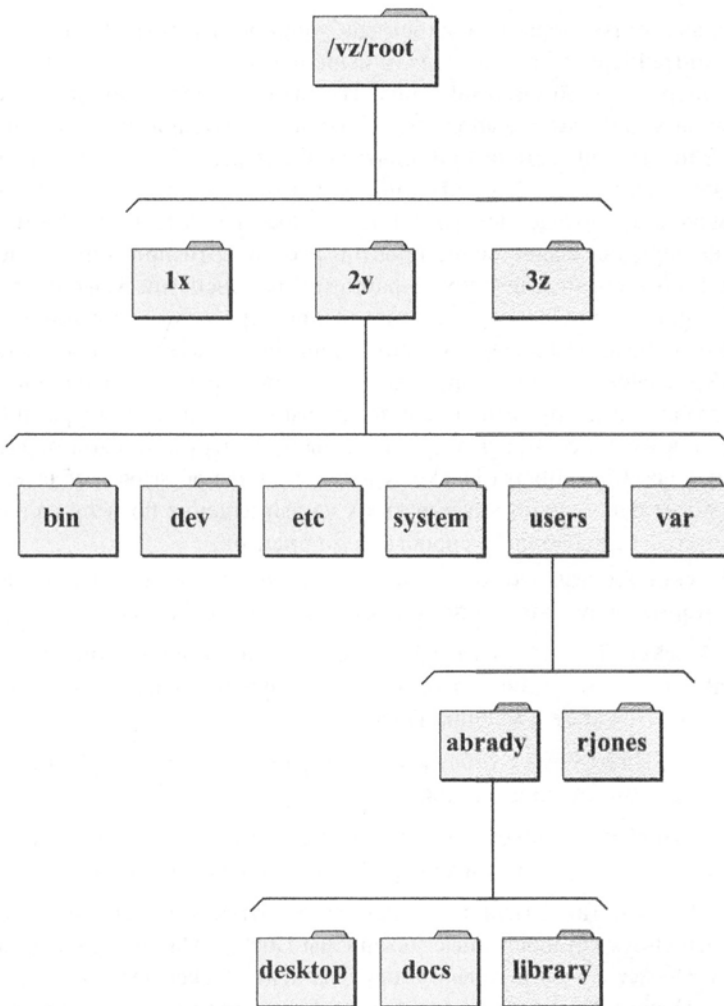 /vz/root
1x 2y 3z
bin dev etc system users var
abrady rjones
desktop docs library